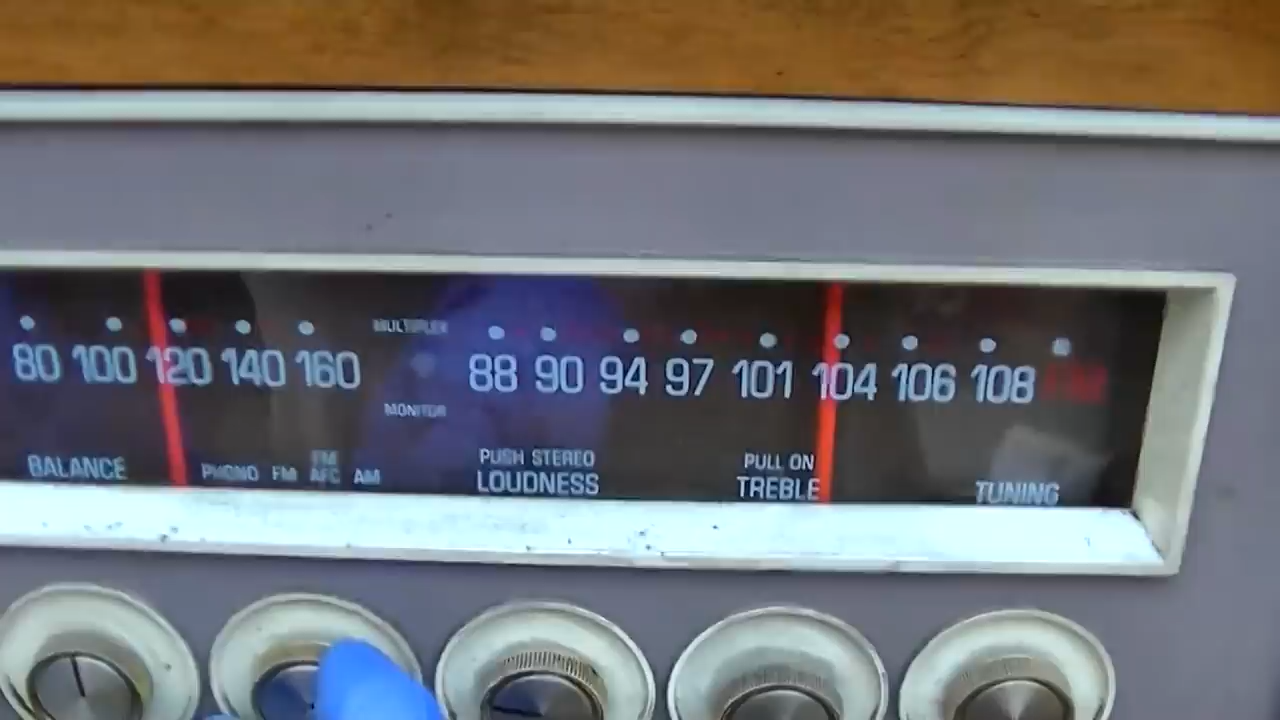 MULTIPLEX
80 100 120 140 160 88 90 94 97 101 104 106 108 FM
MONITOR
BALANCE PHONO FM FM AFC AM
PUSH STEREO
LOUDNESS
PULL ON
TREBLE
TUNING